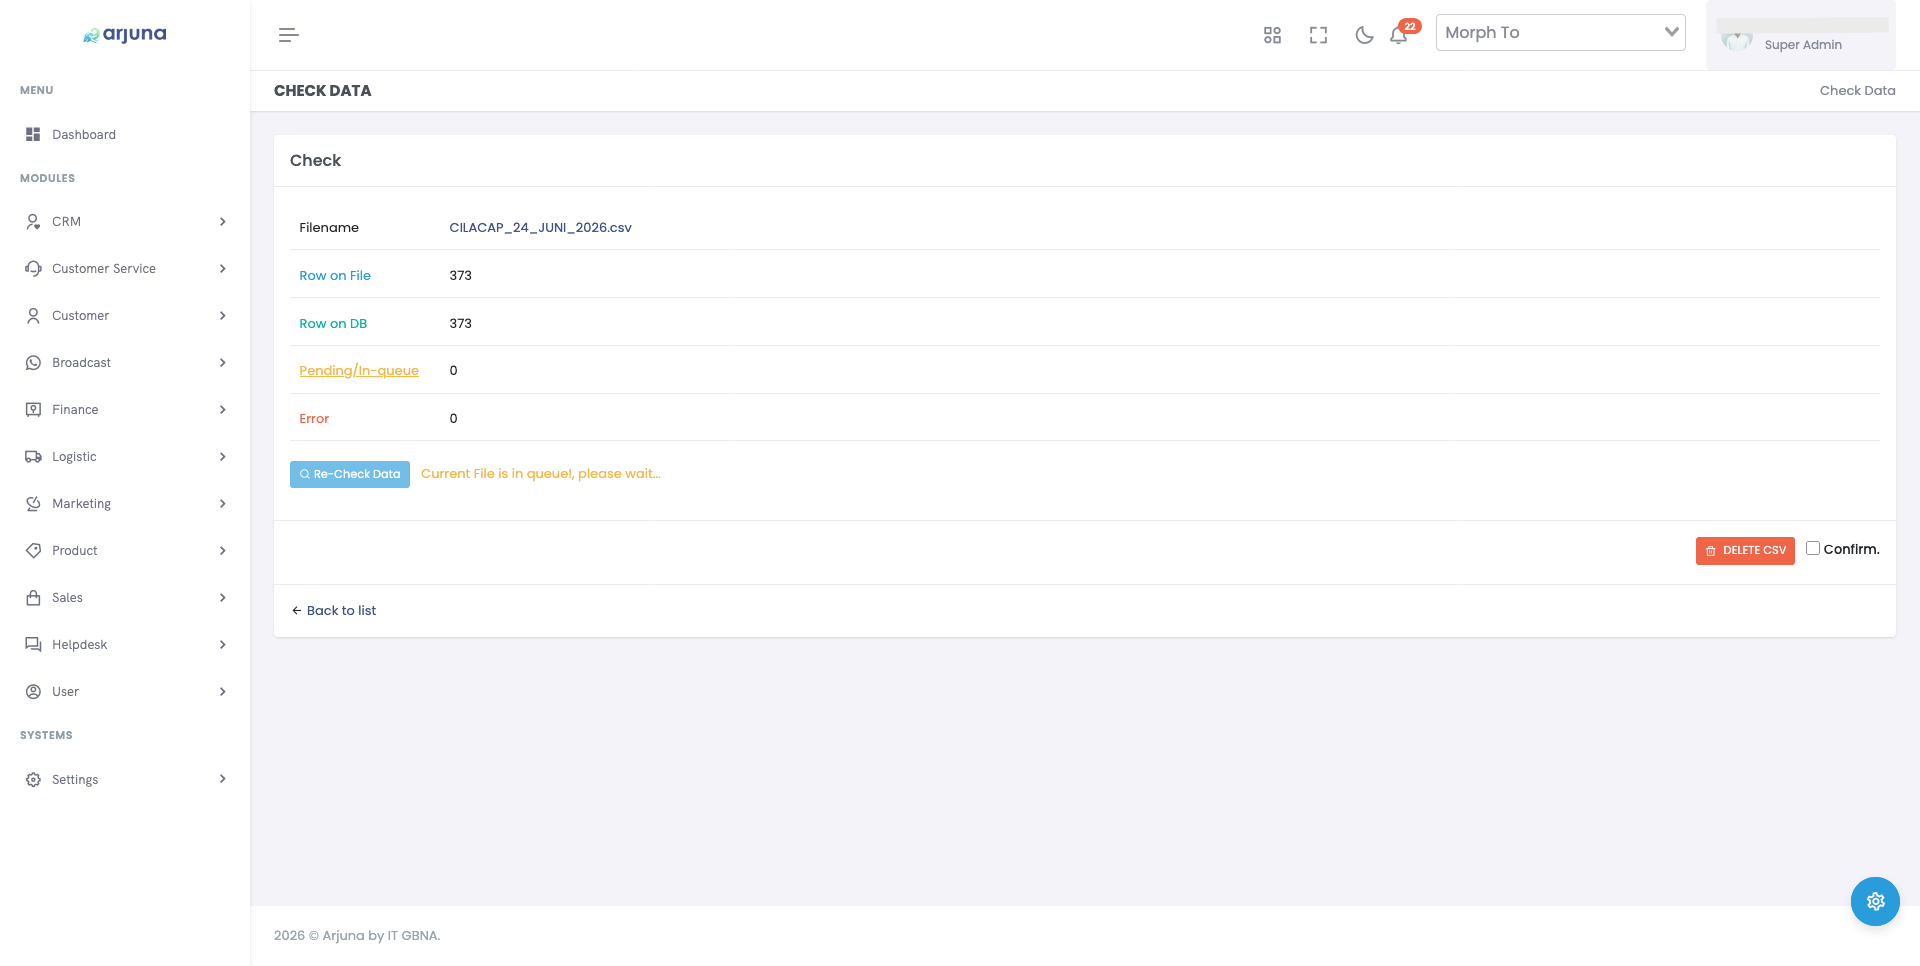 arjuna
22
Morph To
Super Admin
MENU
Dashboard
MODULES
CRM
Customer Service
Customer
Broadcast
Finance
Logistic
Marketing
Product
Sales
Helpdesk
User
SYSTEMS
Settings
CHECK DATA
Check Data
Check
Filename CILACAP_24_JUNI_2026.csv
Row on File 373
Row on DB 373
Pending/In-queue 0
Error 0
Re-Check Data Current File is in queue!, please wait...
DELETE CSV Confirm.
← Back to list
2026 © Arjuna by IT GBNA.